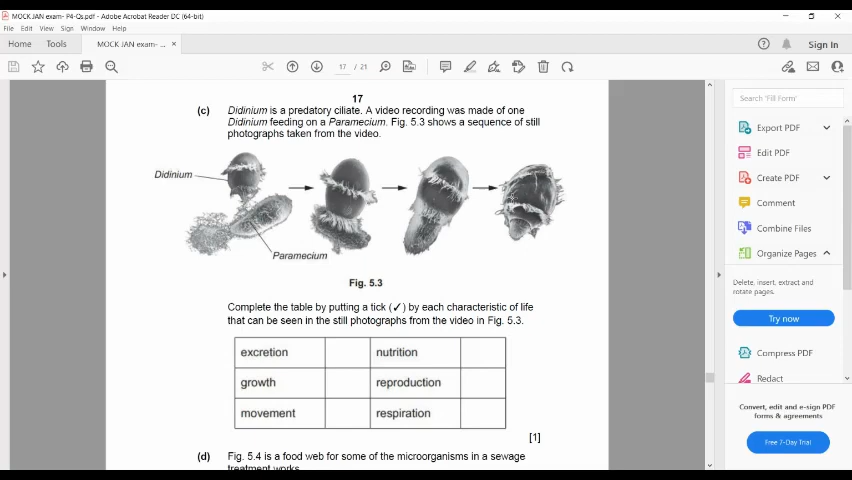 MOCK JAN exam- P4-Qs.pdf - Adobe Acrobat Reader DC (64-bit)
File Edit View Sign Window Help
Home Tools MOCK JAN exam- ... ×
Sign In
17 / 21
17
(c) Didinium is a predatory ciliate. A video recording was made of one
Didinium feeding on a Paramecium. Fig. 5.3 shows a sequence of still
photographs taken from the video.
Didinium
Paramecium
Fig. 5.3
Complete the table by putting a tick (✓) by each characteristic of life
that can be seen in the still photographs from the video in Fig. 5.3.
excretion nutrition
growth reproduction
movement respiration
[1]
(d) Fig. 5.4 is a food web for some of the microorganisms in a sewage
treatment works.
Search 'Fill Form'
Export PDF
Edit PDF
Create PDF
Comment
Combine Files
Organize Pages
Delete, insert, extract and
rotate pages.
Try now
Compress PDF
Redact
Convert, edit and e-sign PDF
forms & agreements
Free 7-Day Trial